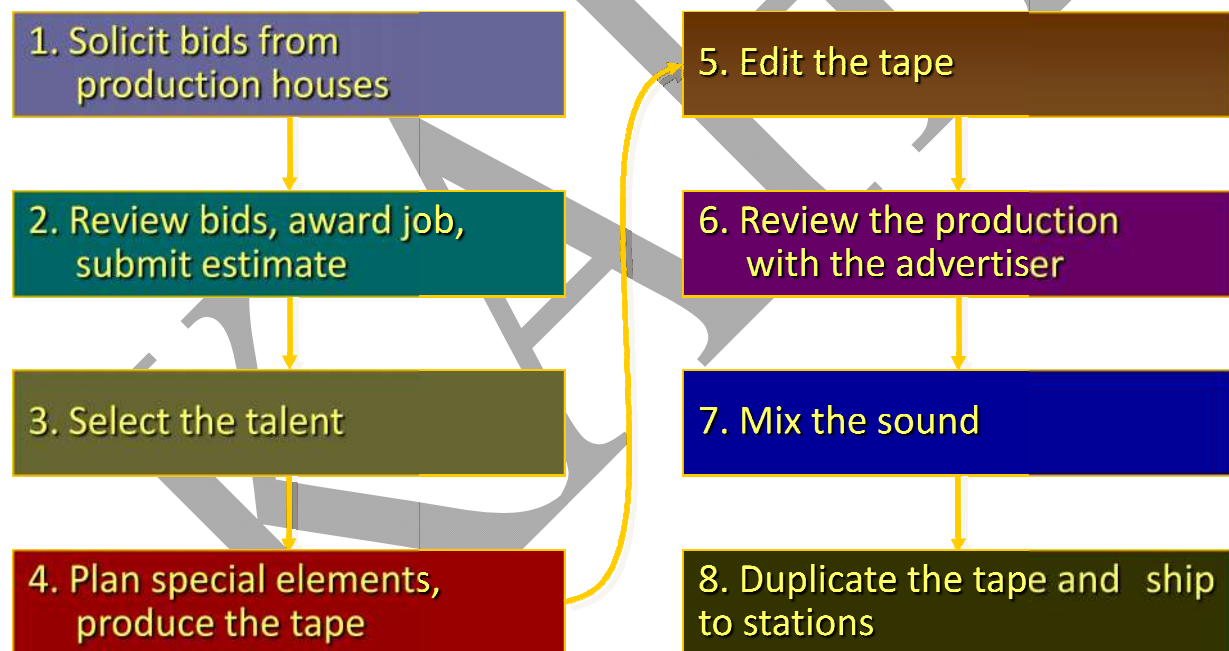 1. Solicit bids from
production houses
2. Review bids, award job,
submit estimate
3. Select the talent
4. Plan special elements,
produce the tape
5. Edit the tape
6. Review the production
with the advertiser
7. Mix the sound
8. Duplicate the tape and ship
to stations